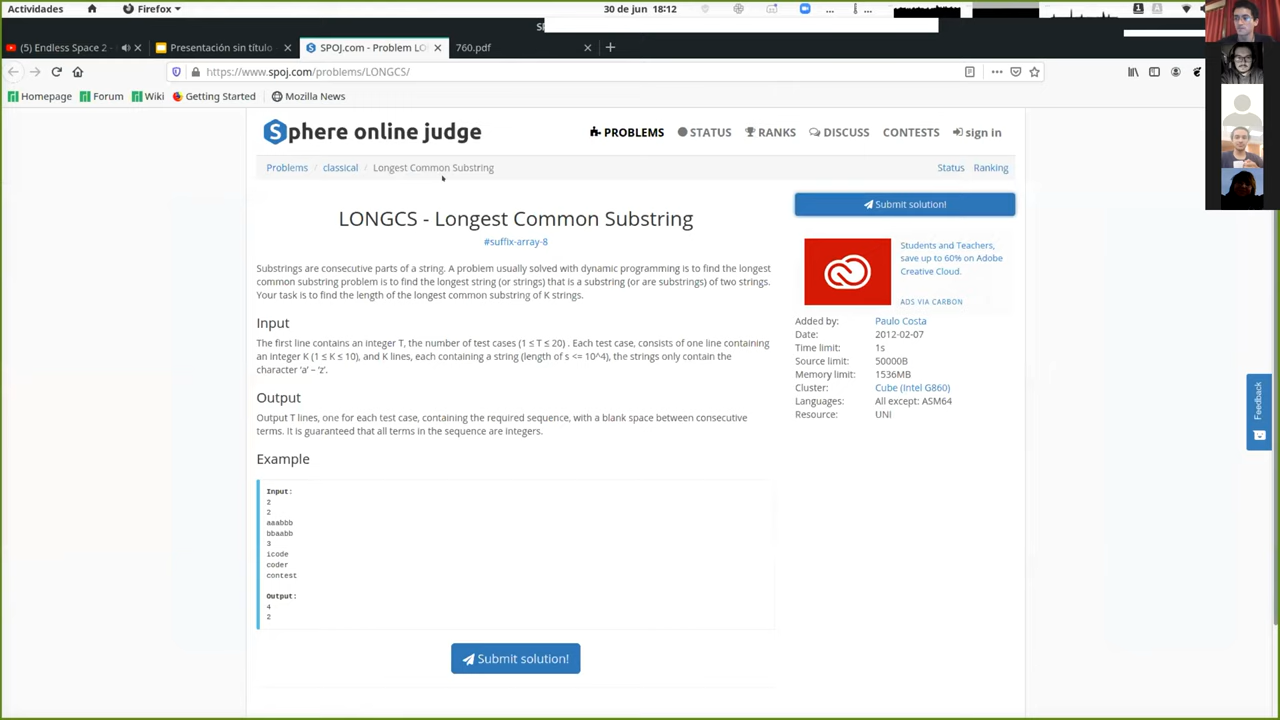 Actividades
Firefox
30 de jun 18:12
...
...
1
A
(5) Endless Space 2 -
Presentación sin título
SPOJ.com - Problem LO
760.pdf
https://www.spoj.com/problems/LONGCS/
Homepage
Forum
Wiki
Getting Started
Mozilla News
Sphere online judge
PROBLEMS
STATUS
RANKS
DISCUSS
CONTESTS
sign in
Problems / classical / Longest Common Substring
Status
Ranking
LONGCS - Longest Common Substring
#suffix-array-8
Substrings are consecutive parts of a string. A problem usually solved with dynamic programming is to find the longest
common substring problem is to find the longest string (or strings) that is a substring (or are substrings) of two strings.
Your task is to find the length of the longest common substring of K strings.
Input
The first line contains an integer T, the number of test cases (1 ≤ T ≤ 20) . Each test case, consists of one line containing
an integer K (1 ≤ K ≤ 10), and K lines, each containing a string (length of s <= 10^4), the strings only contain the
character 'a' – 'z'.
Output
Output T lines, one for each test case, containing the required sequence, with a blank space between consecutive
terms. It is guaranteed that all terms in the sequence are integers.
Example
Input:
2
2
aaabbb
bbaabb
3
icode
coder
contest
Output:
4
2
Submit solution!
Submit solution!
Students and Teachers,
save up to 60% on Adobe
Creative Cloud.
ADS VIA CARBON
Added by: Paulo Costa
Date: 2012-02-07
Time limit: 1s
Source limit: 50000B
Memory limit: 1536MB
Cluster: Cube (Intel G860)
Languages: All except: ASM64
Resource: UNI
Feedback